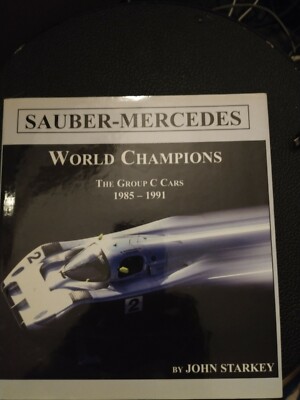 SAUBER-MERCEDES
WORLD CHAMPIONS
THE GROUP C CARS
1985 – 1991
2
2
BY JOHN STARKEY